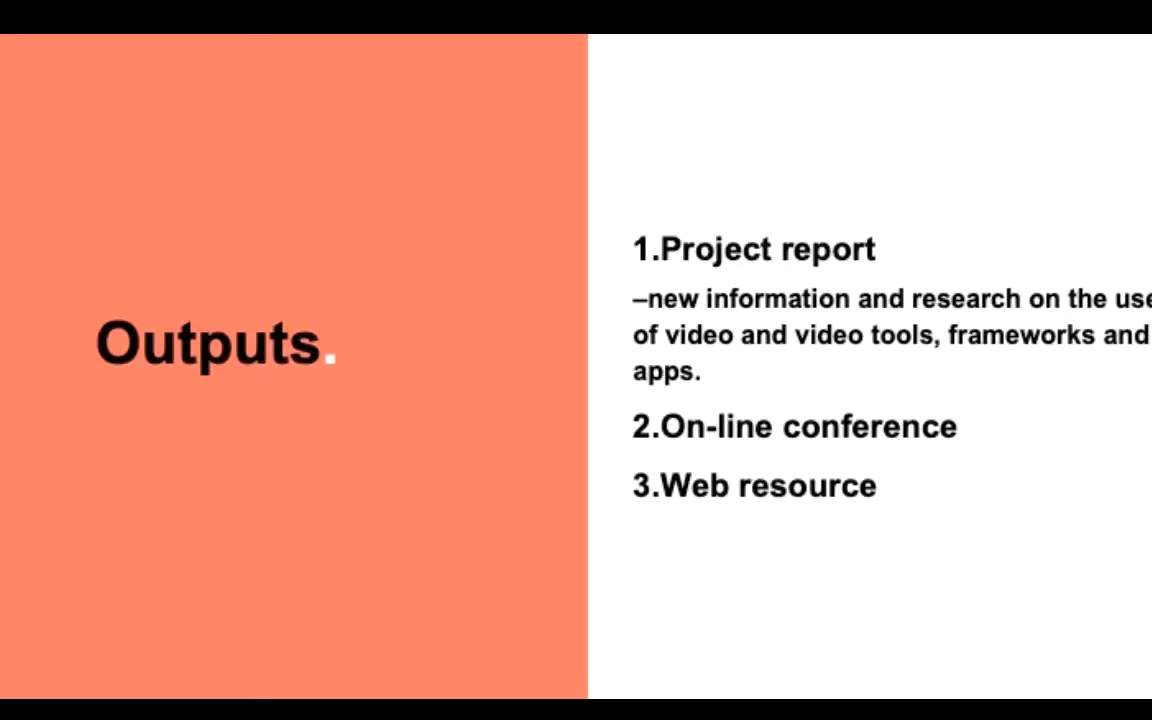 Outputs.
1.Project report
–new information and research on the use
of video and video tools, frameworks and
apps.
2.On-line conference
3.Web resource